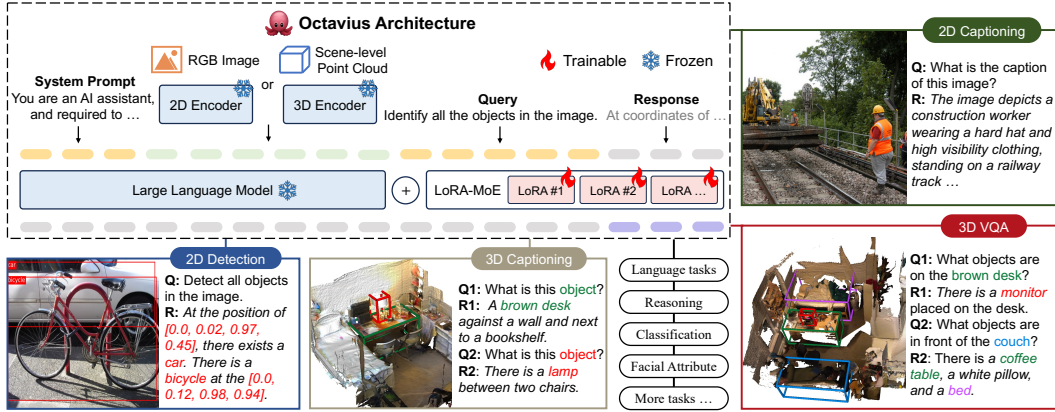 Octavius Architecture
RGB Image
Scene-level
Point Cloud
Trainable
Frozen
System Prompt
You are an AI assistant,
and required to …
2D Encoder
or
3D Encoder
Query
Identify all the objects in the image.
Response
At coordinates of …
Large Language Model
+
LoRA-MoE
LoRA #1
LoRA #2
LoRA …
2D Captioning
Q: What is the caption
of this image?
R: The image depicts a
construction worker
wearing a hard hat and
high visibility clothing,
standing on a railway
track …
2D Detection
car
bicycle
Q: Detect all objects
in the image.
R: At the position of
[0.0, 0.02, 0.97,
0.45], there exists a
car. There is a
bicycle at the [0.0,
0.12, 0.98, 0.94].
3D Captioning
Q1: What is this object?
R1: A brown desk
against a wall and next
to a bookshelf.
Q2: What is this object?
R2: There is a lamp
between two chairs.
Language tasks
Reasoning
Classification
Facial Attribute
More tasks …
3D VQA
Q1: What objects are
on the brown desk?
R1: There is a monitor
placed on the desk.
Q2: What objects are
in front of the couch?
R2: There is a coffee
table, a white pillow,
and a bed.